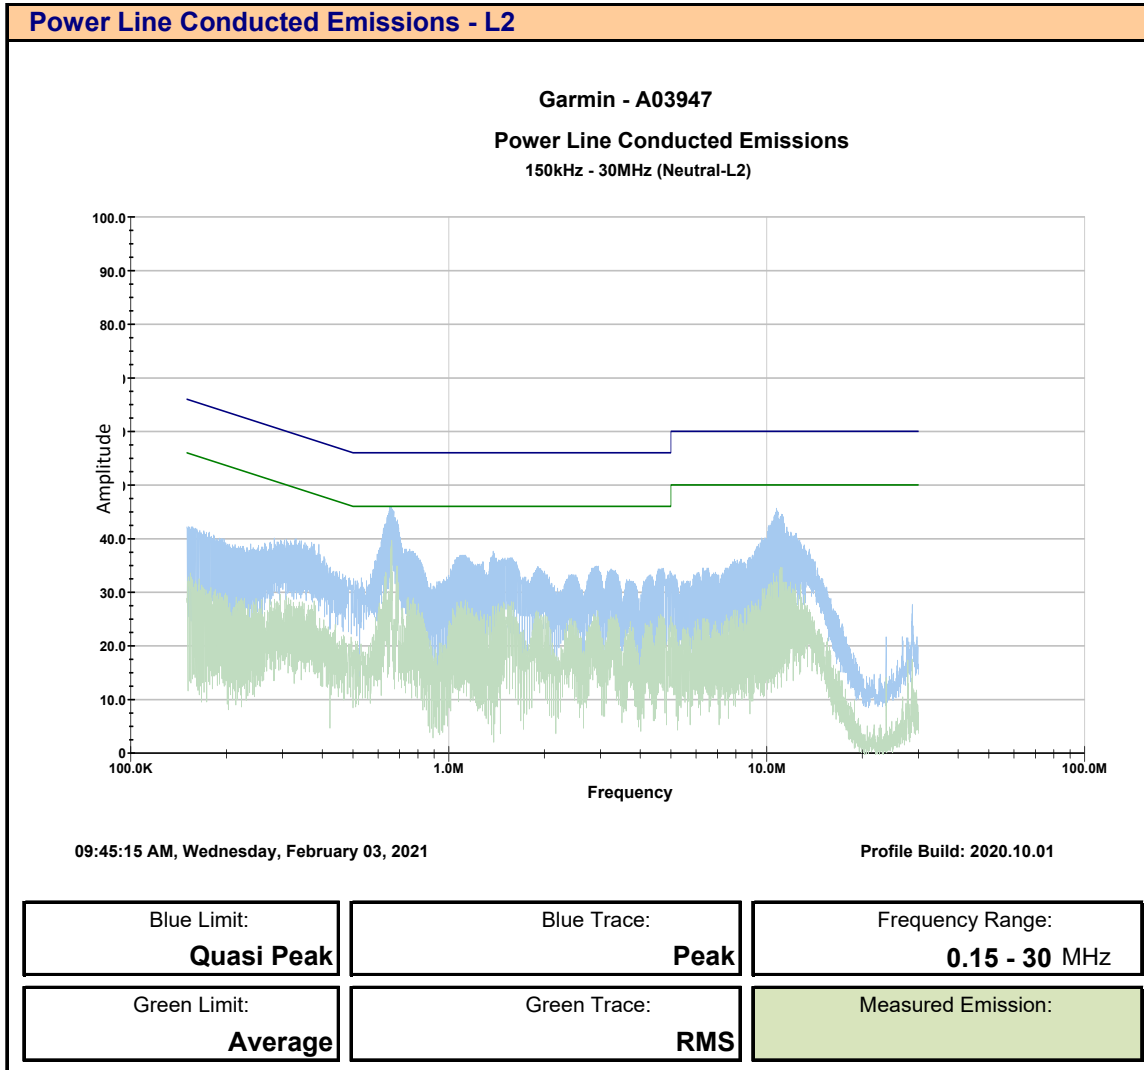 Power Line Conducted Emissions - L2
Garmin - A03947
Power Line Conducted Emissions
150kHz - 30MHz (Neutral-L2)
100.0
90.0
80.0
40.0
30.0
20.0
10.0
0
Amplitude
100.0K 1.0M 10.0M 100.0M
Frequency
09:45:15 AM, Wednesday, February 03, 2021 Profile Build: 2020.10.01
Blue Limit: Blue Trace: Frequency Range:
Quasi Peak Peak 0.15 - 30 MHz
Green Limit: Green Trace: Measured Emission:
Average RMS